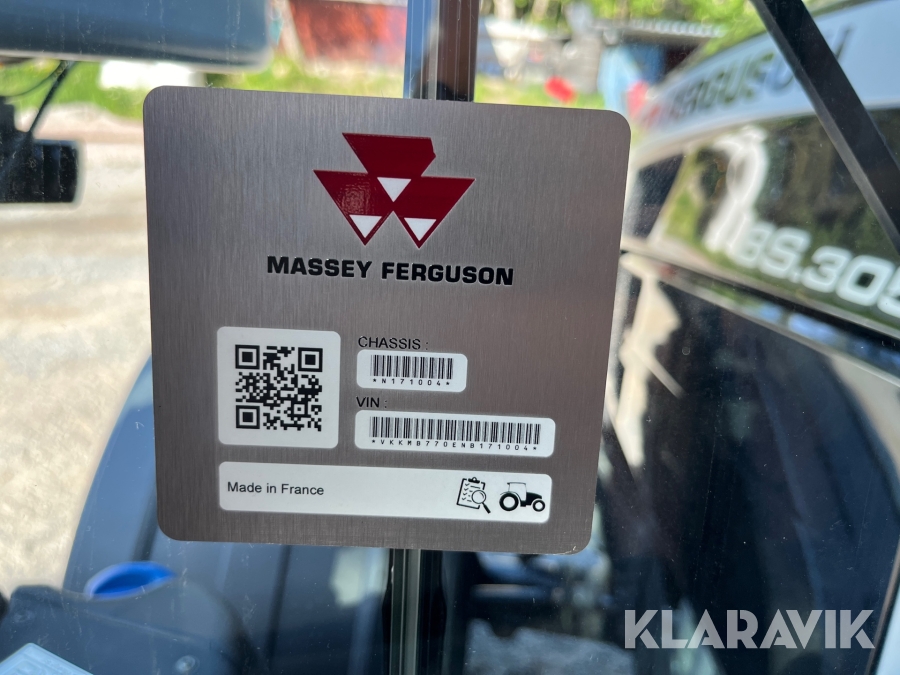 FERGUSON
8S.305
MASSEY FERGUSON
CHASSIS :
*N171004*
VIN :
*VKKMB770ENB171004*
Made in France
KLARAVIK